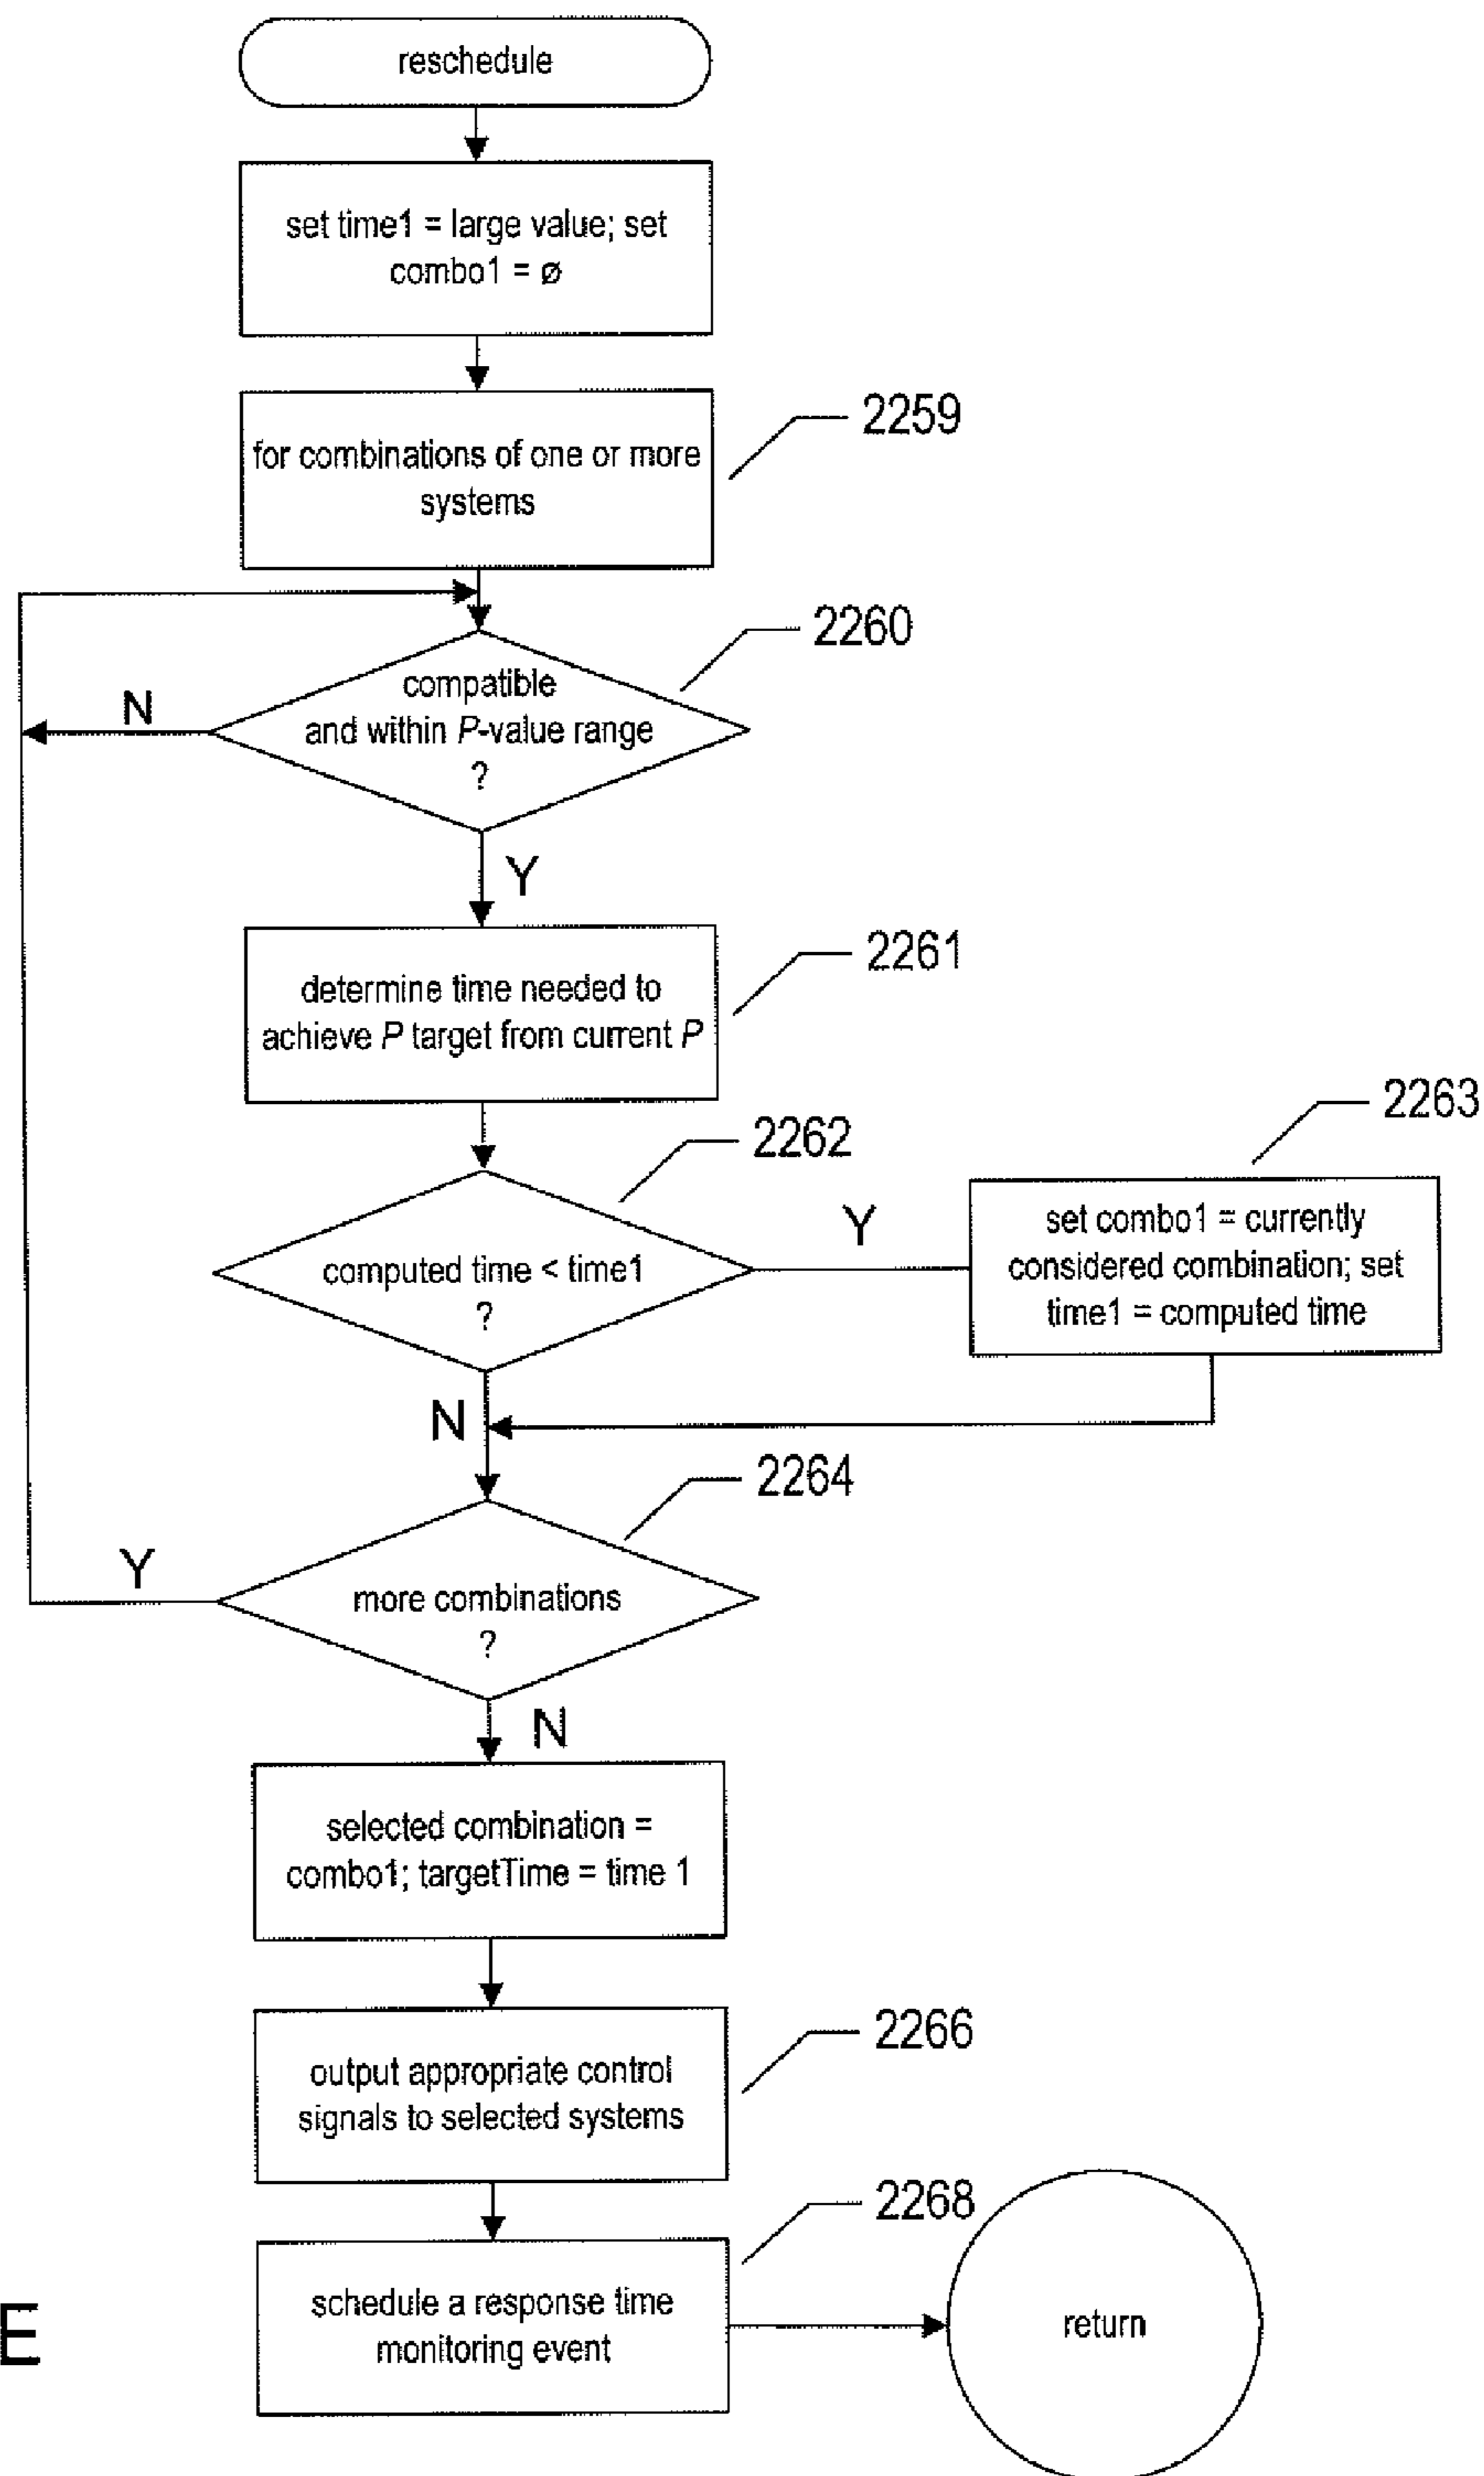 reschedule
set time1 = large value; set
combo1 = ø
2259
for combinations of one or more
systems
2260
compatible
and within P-value range
?
N
Y
2261
determine time needed to
achieve P target from current P
2263
2262
Y
set combo1 = currently
considered combination; set
time1 = computed time
computed time < time1
?
N
2264
Y
more combinations
?
N
selected combination =
combo1; targetTime = time 1
2266
output appropriate control
signals to selected systems
2268
schedule a response time
monitoring event
return
E